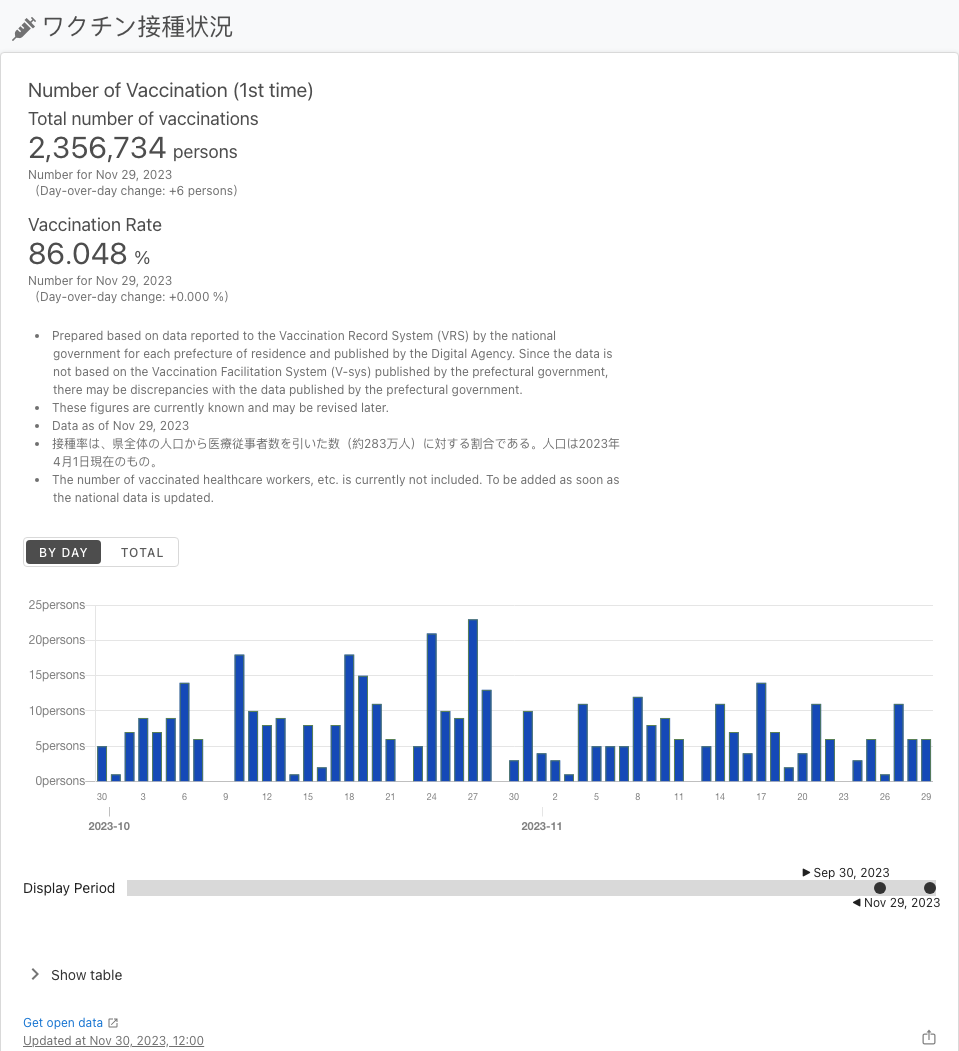 ワクチン接種状況
Number of Vaccination (1st time)
Total number of vaccinations
2,356,734 persons
Number for Nov 29, 2023
（Day-over-day change: +6 persons）
Vaccination Rate
86.048 %
Number for Nov 29, 2023
（Day-over-day change: +0.000 %）
• Prepared based on data reported to the Vaccination Record System (VRS) by the national
government for each prefecture of residence and published by the Digital Agency. Since the data is
not based on the Vaccination Facilitation System (V-sys) published by the prefectural government,
there may be discrepancies with the data published by the prefectural government.
• These figures are currently known and may be revised later.
• Data as of Nov 29, 2023
• 接種率は、県全体の人口から医療従事者数を引いた数（約283万人）に対する割合である。人口は2023年
4月1日現在のもの。
• The number of vaccinated healthcare workers, etc. is currently not included. To be added as soon as
the national data is updated.
BY DAY TOTAL
25persons
20persons
15persons
10persons
5persons
0persons
30 3 6 9 12 15 18 21 24 27 30 2 5 8 11 14 17 20 23 26 29
2023-10 2023-11
Sep 30, 2023
Display Period
Nov 29, 2023
Show table
Get open data
Updated at Nov 30, 2023, 12:00